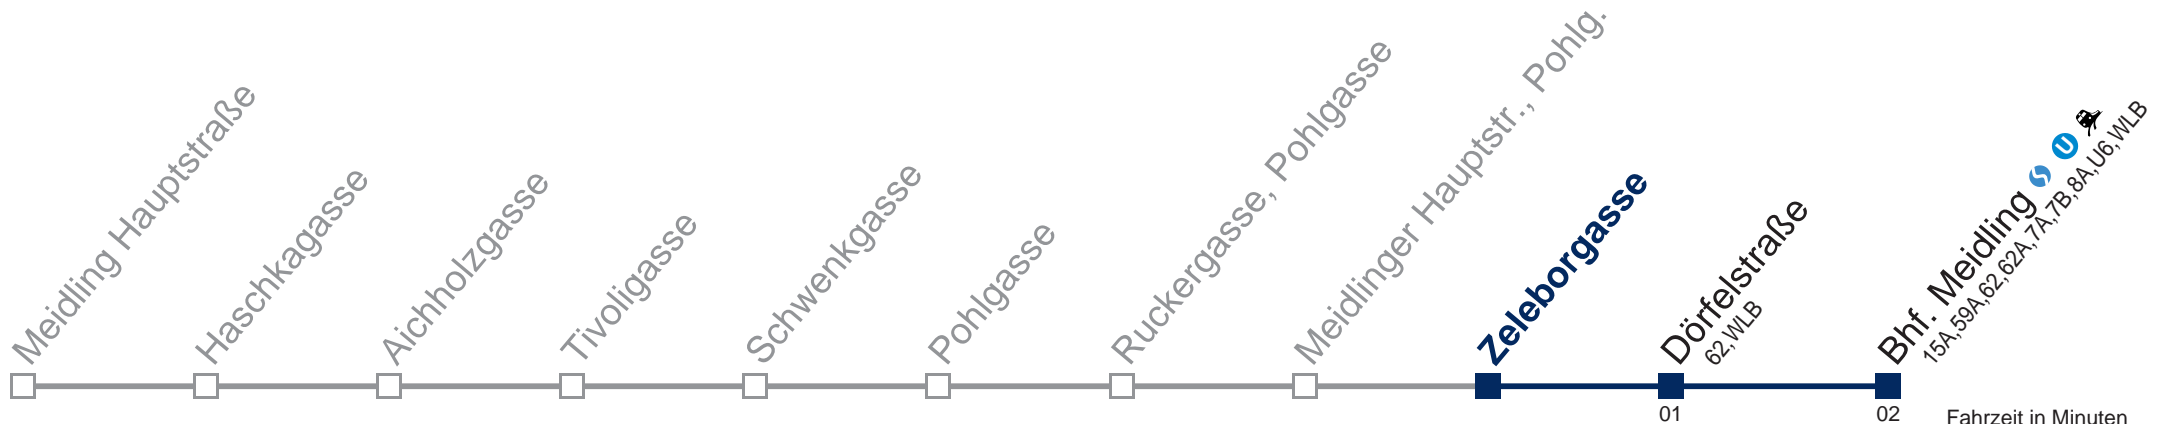 Meidling Hauptstraße
Haschkagasse
Aichholzgasse
Tivoligasse
Schwenkgasse
Pohlgasse
Ruckergasse, Pohlgasse
Meidlinger Hauptstr., Pohlg.
Zeleborgasse
Dörfelstraße
62,WLB
Bhf. Meidling S U
15A,59A,62,62A,7A,7B,8A,U6,WLB
01
02
Fahrzeit in Minuten